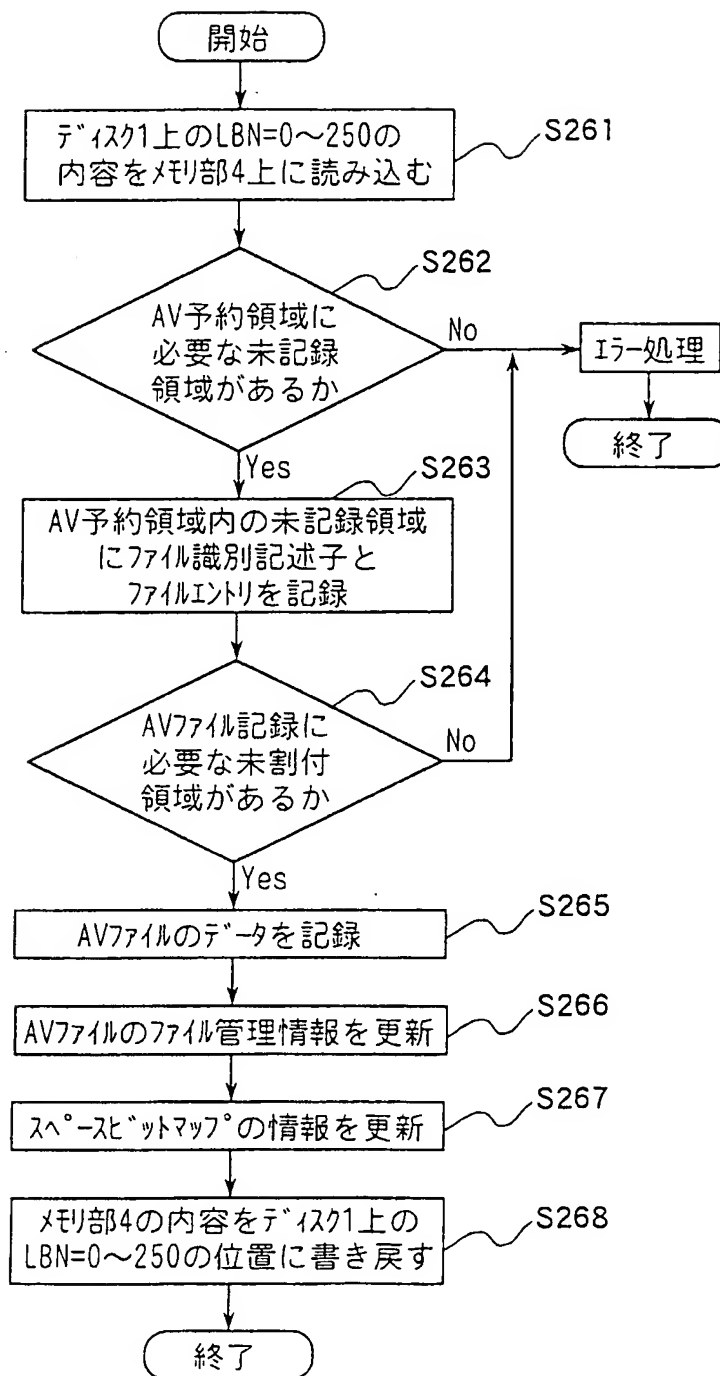 開始
ディスク1上のLBN=0～250の
内容をメモリ部4上に読み込む
S261
S262
AV予約領域に
必要な未記録
領域があるか
No
エラー処理
終了
Yes
S263
AV予約領域内の未記録領域
にファイル識別記述子と
ファイルエントリを記録
S264
AVファイル記録に
必要な未割付
領域があるか
No
Yes
S265
AVファイルのデータを記録
S266
AVファイルのファイル管理情報を更新
S267
スペースビットマップの情報を更新
S268
メモリ部4の内容をディスク1上の
LBN=0～250の位置に書き戻す
終了